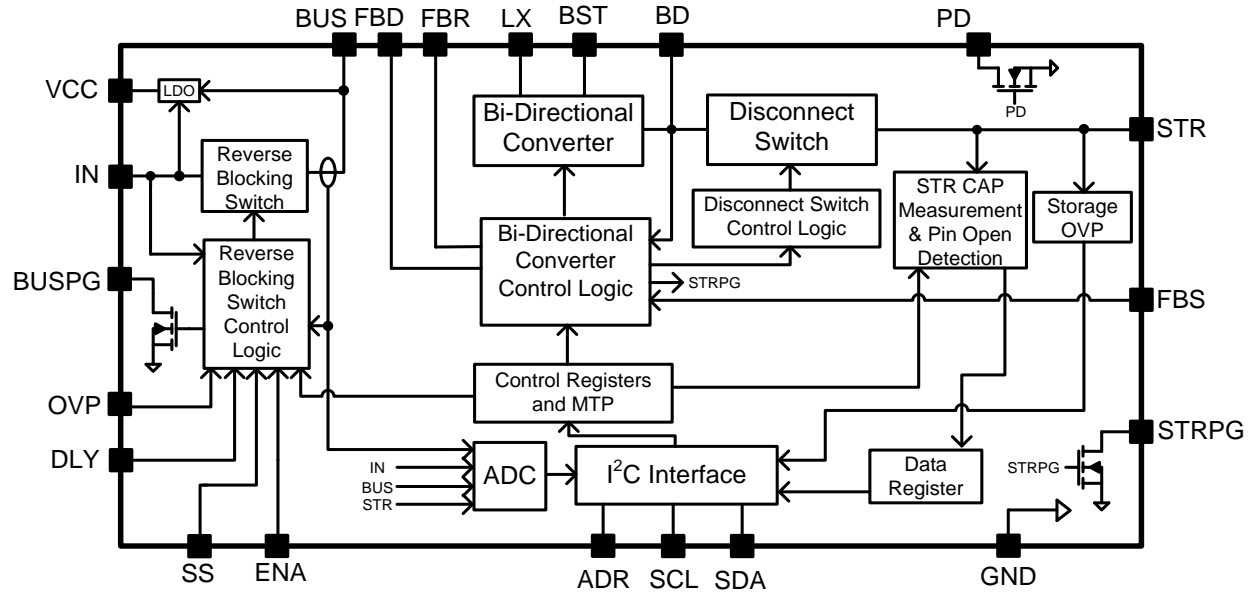 BUS FBD FBR LX BST BD PD
VCC
LDO
IN
Reverse
Blocking
Switch
Bi-Directional
Converter
Disconnect
Switch
PD
STR
STR CAP
Measurement
& Pin Open
Detection
Storage
OVP
Disconnect Switch
Control Logic
Bi-Directional
Converter
Control Logic
STRPG
BUSPG
Reverse
Blocking
Switch
Control
Logic
FBS
Control Registers
and MTP
OVP
DLY
STRPG
STRPG
IN
BUS
STR
ADC
I²C Interface
Data
Register
SS ENA ADR SCL SDA GND